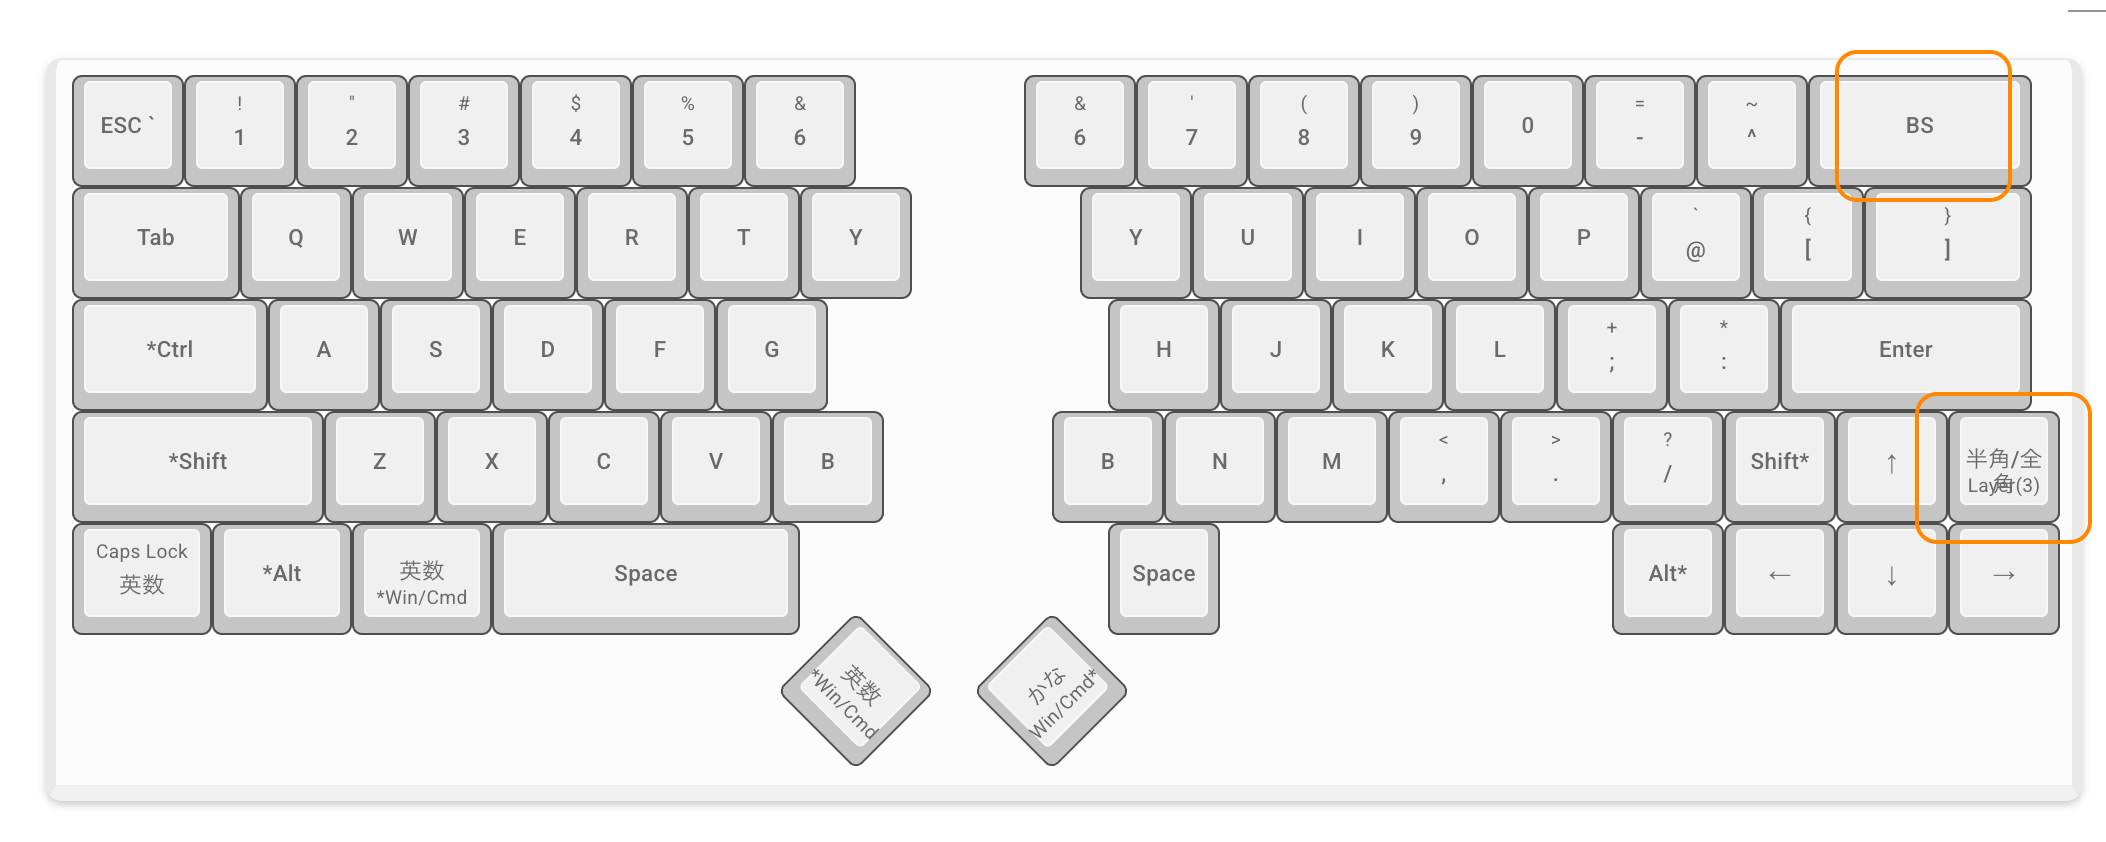 ESC `
!
1
"
2
#
3
$
4
%
5
&
6
&
6
'
7
(
8
)
9
0
=
-
~
^
BS
Tab
Q
W
E
R
T
Y
Y
U
I
O
P
`
@
{
[
}
]
*Ctrl
A
S
D
F
G
H
J
K
L
+
;
*
:
Enter
*Shift
Z
X
C
V
B
B
N
M
<
,
>
.
?
/
Shift*
↑
半角/全
角
Layer(3)
Caps Lock
英数
*Alt
英数
*Win/Cmd
Space
Space
Alt*
←
↓
→
英数
*Win/Cmd
かな
Win/Cmd*